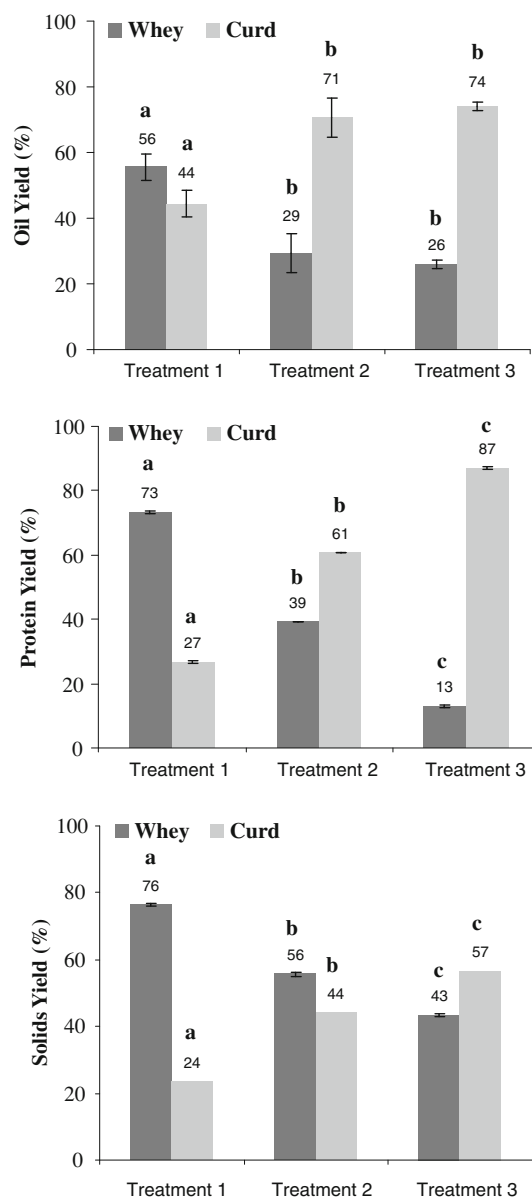 100
Whey Curd
b b
80
71 74
a
60
56 a
44
40 b b
29 26
20
0
Oil Yield (%)
Treatment 1 Treatment 2 Treatment 3
100
Whey Curd
c
87
a
80
73 b
61
60
b
39
40
a
27 c
20
13
0
Protein Yield (%)
Treatment 1 Treatment 2 Treatment 3
100
Whey Curd
a
80
76
b c
60
56 b 57
c
44 43
40
a
24
20
0
Solids Yield (%)
Treatment 1 Treatment 2 Treatment 3